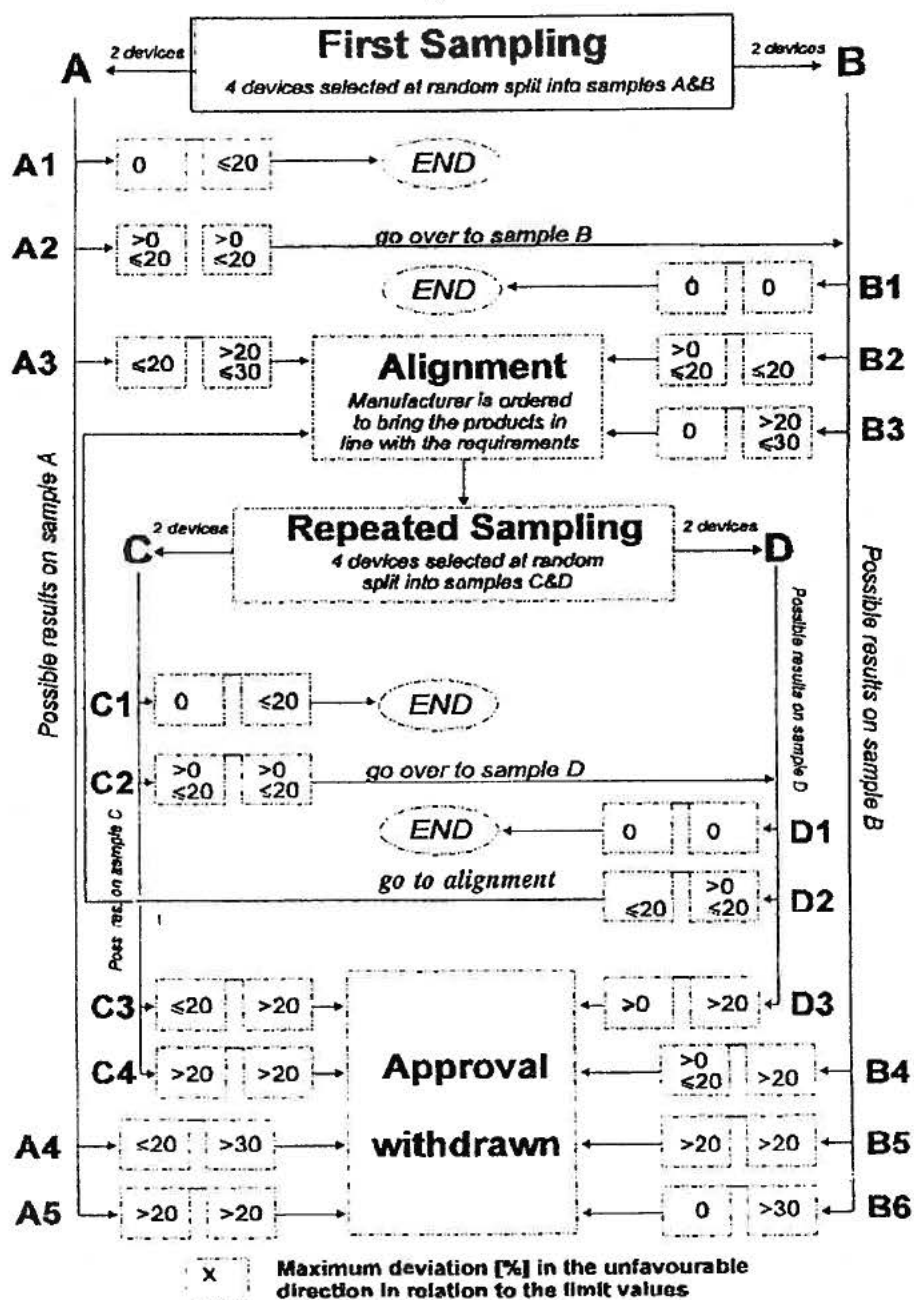 First Sampling
4 devices selected at random split into samples A&B
A
2 devices
2 devices
B
A1
0
≤20
END
A2
>0
≤20
>0
≤20
go over to sample B
END
0
0
B1
A3
≤20
>20
≤30
Alignment
Manufacturer is ordered
to bring the products in
line with the requirements
>0
≤20
≤20
B2
0
>20
≤30
B3
Possible results on sample A
Possible results on sample B
C
2 devices
Repeated Sampling
4 devices selected at random
split into samples C&D
2 devices
D
Possible results on sample D
C1
0
≤20
END
C2
>0
≤20
>0
≤20
go over to sample D
Poss res. on sample C
END
0
0
D1
go to alignment
≤20
>0
≤20
D2
C3
≤20
>20
Approval
withdrawn
>0
>20
D3
C4
>20
>20
>0
≤20
>20
B4
A4
≤20
>30
>20
>20
B5
A5
>20
>20
0
>30
B6
X
Maximum deviation [%] in the unfavourable
direction in relation to the limit values